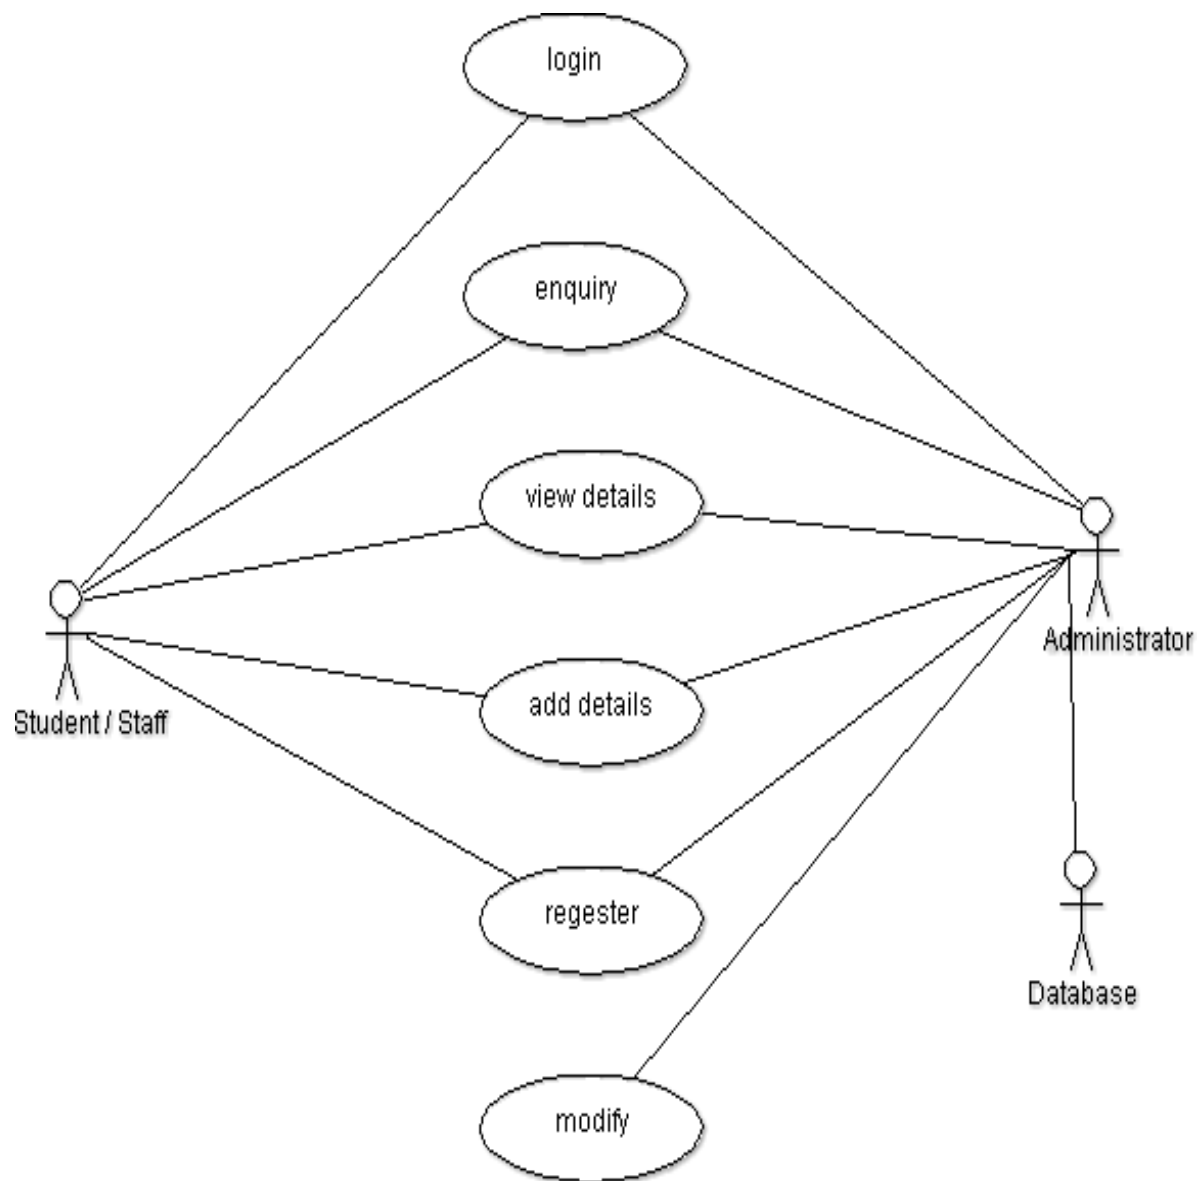 login
enquiry
view details
Administrator
add details
Student / Staff
regester
Database
modify